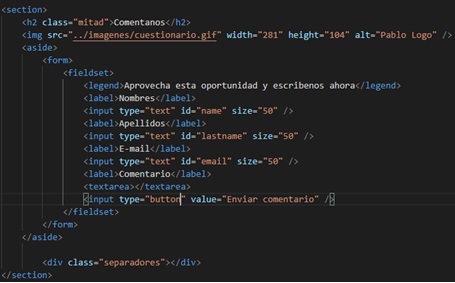 <section>
<h2 class="mitad">Comentanos</h2>
<img src="../imagenes/cuestionario.gif" width="281" height="104" alt="Pablo Logo" />
<aside>
<form>
<fieldset>
<legend>Aprovecha esta oportunidad y escribenos ahora</legend>
<label>Nombres</label>
<input type="text" id="name" size="50" />
<label>Apellidos</label>
<input type="text" id="lastname" size="50" />
<label>E-mail</label>
<input type="text" id="email" size="50" />
<label>Comentario</label>
<textarea></textarea>
<input type="button" value="Enviar comentario" />
</fieldset>
</form>
</aside>
<div class="separadores"></div>
</section>